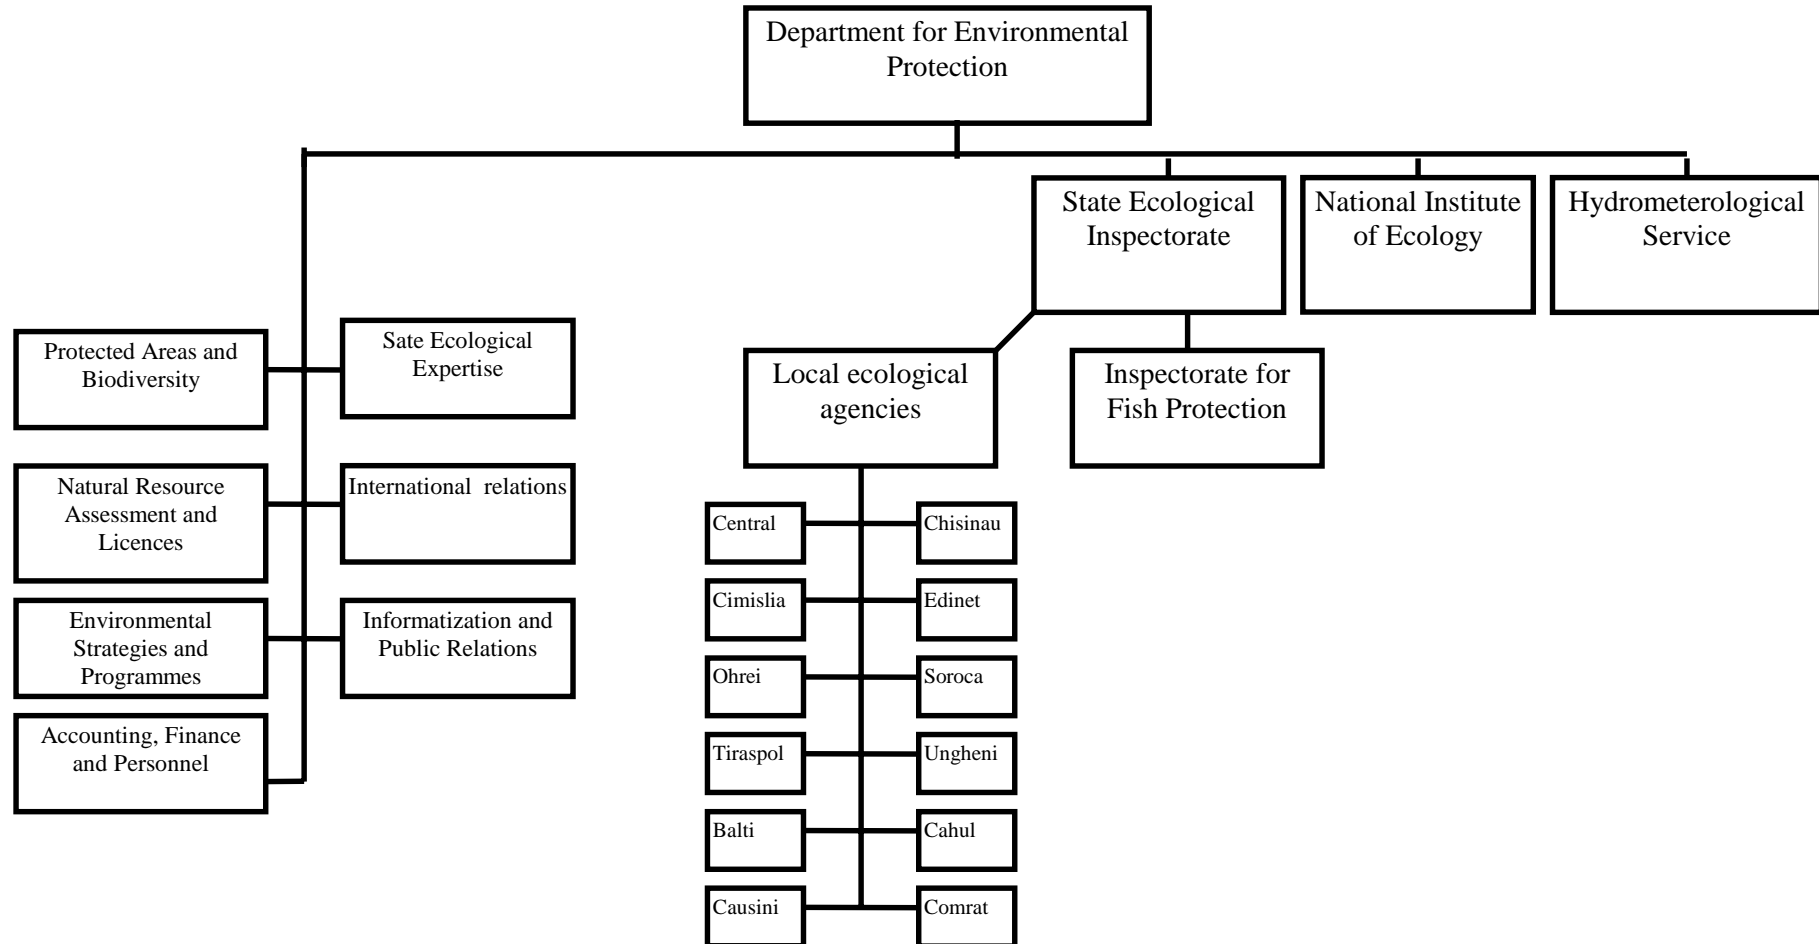 Department for Environmental
Protection
State Ecological
Inspectorate
National Institute
of Ecology
Hydrometerological
Service
Protected Areas and
Biodiversity
Sate Ecological
Expertise
Natural Resource
Assessment and
Licences
International relations
Environmental
Strategies and
Programmes
Informatization and
Public Relations
Accounting, Finance
and Personnel
Local ecological
agencies
Inspectorate for
Fish Protection
Central
Chisinau
Cimislia
Edinet
Ohrei
Soroca
Tiraspol
Ungheni
Balti
Cahul
Causini
Comrat